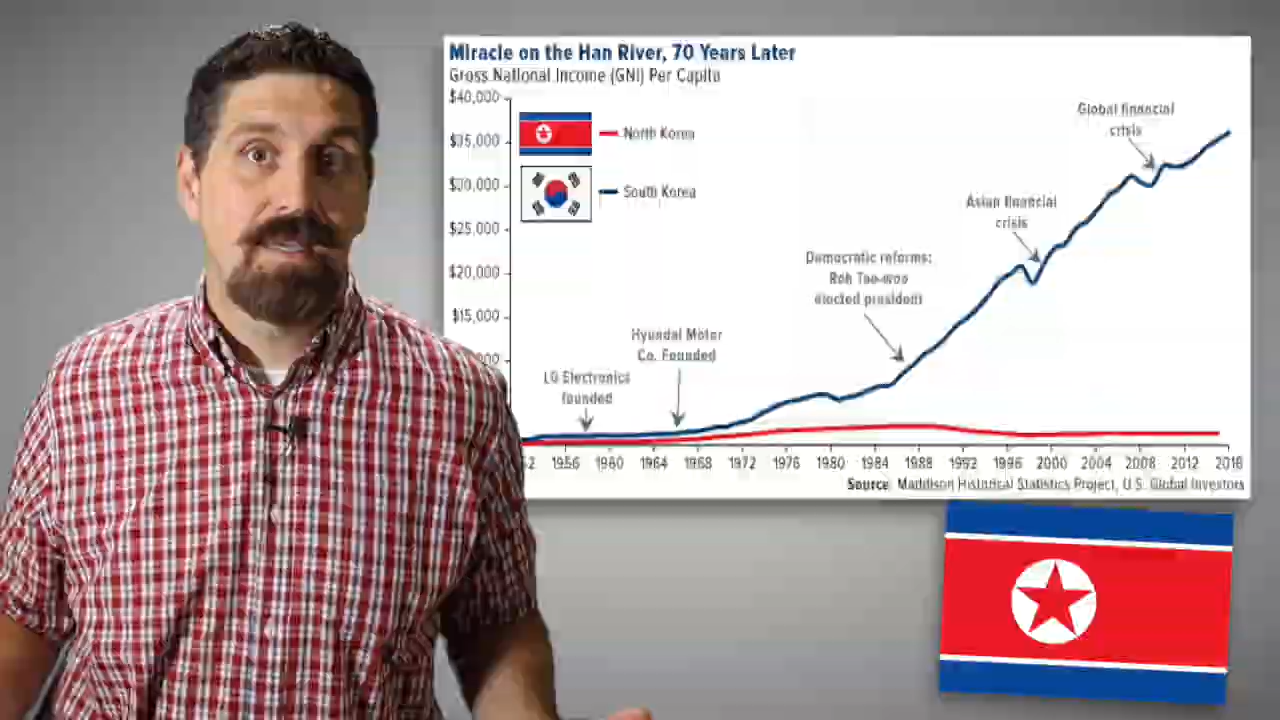 Miracle on the Han River, 70 Years Later
Gross National Income (GNI) Per Capita
$40,000
$35,000
$30,000
$25,000
$20,000
$15,000
North Korea
South Korea
Global financial
crisis
Asian financial
crisis
Democratic reforms:
Roh Tae-woo
elected president
Hyundai Motor
Co. Founded
LG Electronics
founded
1956 1960 1964 1968 1972 1976 1980 1984 1988 1992 1996 2000 2004 2008 2012 2016
Source: Maddison Historical Statistics Project, U.S. Global Investors